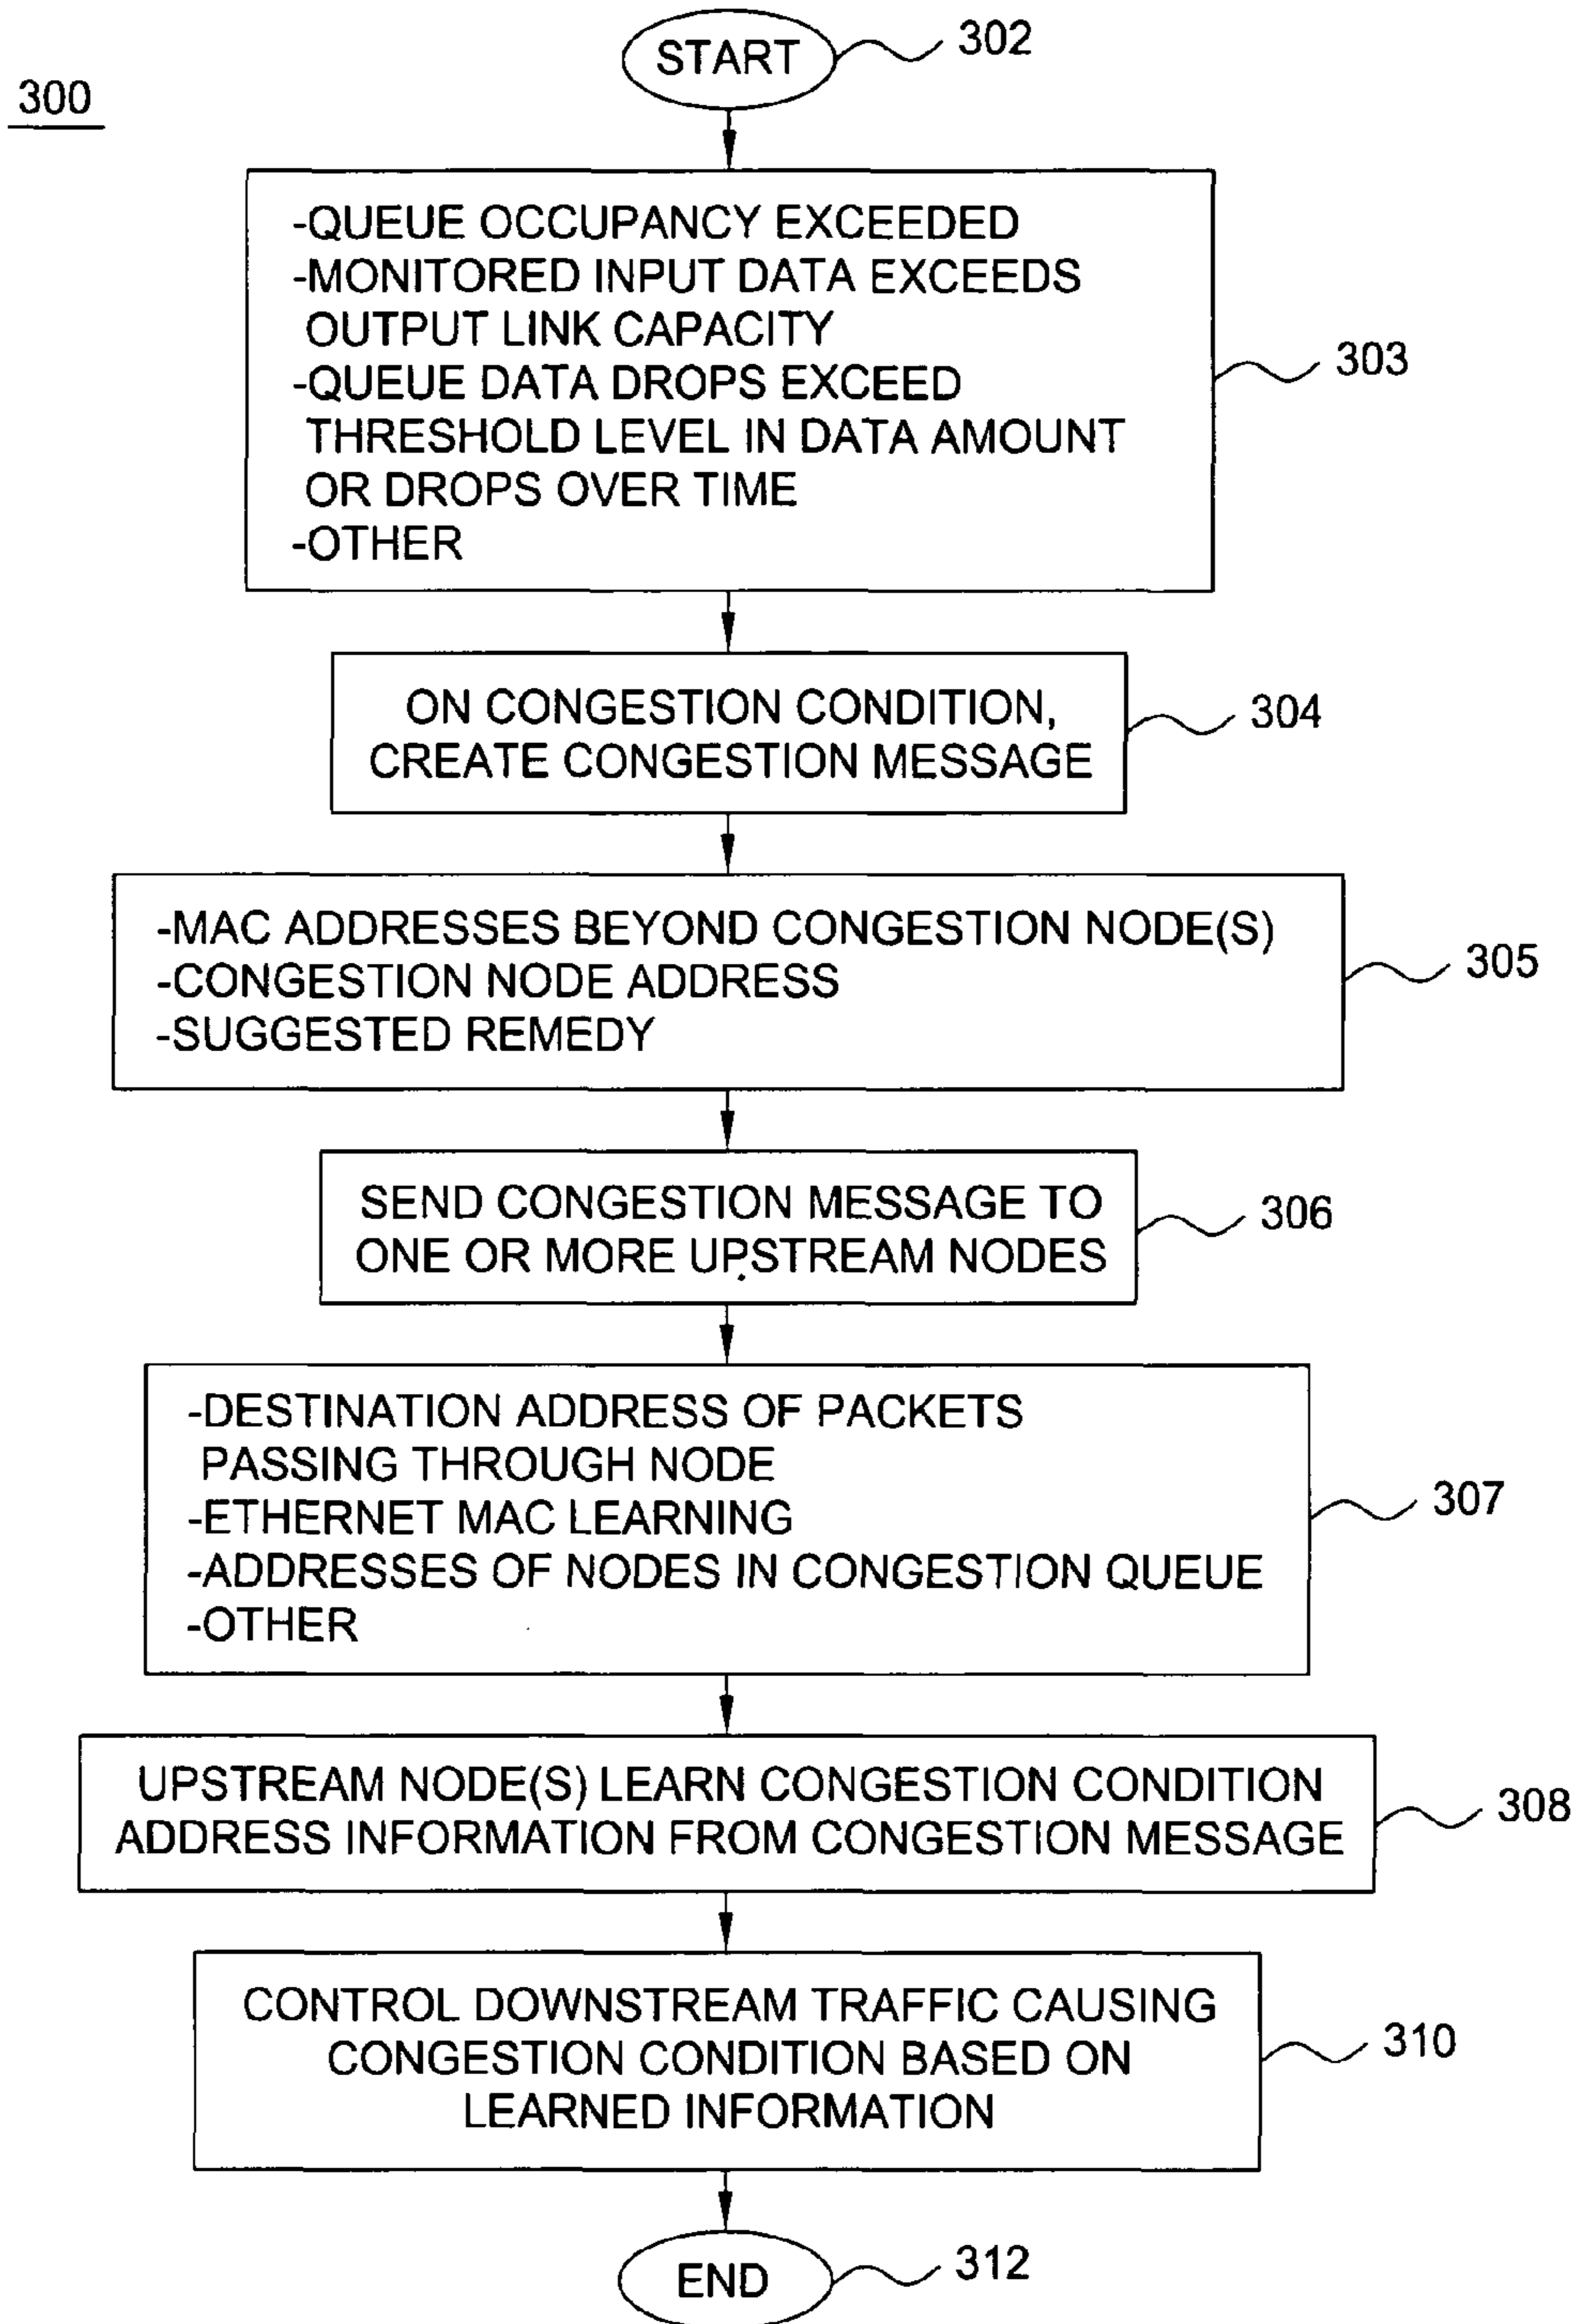 START
302
300
-QUEUE OCCUPANCY EXCEEDED
-MONITORED INPUT DATA EXCEEDS
OUTPUT LINK CAPACITY
-QUEUE DATA DROPS EXCEED
THRESHOLD LEVEL IN DATA AMOUNT
OR DROPS OVER TIME
-OTHER
303
ON CONGESTION CONDITION,
CREATE CONGESTION MESSAGE
304
-MAC ADDRESSES BEYOND CONGESTION NODE(S)
-CONGESTION NODE ADDRESS
-SUGGESTED REMEDY
305
SEND CONGESTION MESSAGE TO
ONE OR MORE UPSTREAM NODES
306
-DESTINATION ADDRESS OF PACKETS
PASSING THROUGH NODE
-ETHERNET MAC LEARNING
-ADDRESSES OF NODES IN CONGESTION QUEUE
-OTHER
307
UPSTREAM NODE(S) LEARN CONGESTION CONDITION
ADDRESS INFORMATION FROM CONGESTION MESSAGE
308
CONTROL DOWNSTREAM TRAFFIC CAUSING
CONGESTION CONDITION BASED ON
LEARNED INFORMATION
310
END
312